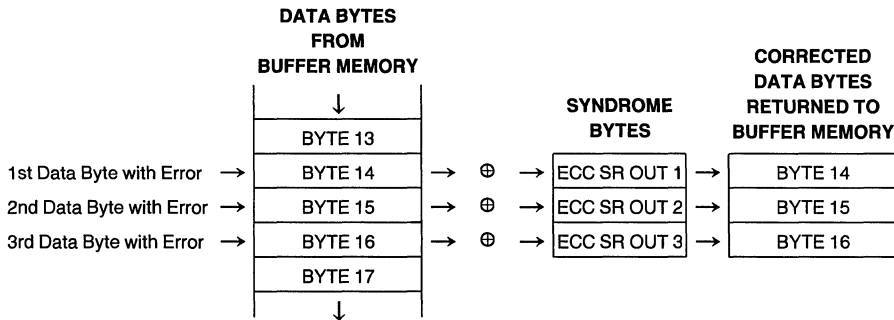 DATA BYTES
FROM
BUFFER MEMORY
CORRECTED
DATA BYTES
RETURNED TO
BUFFER MEMORY
SYNDROME
BYTES
↓
BYTE 13
1st Data Byte with Error → BYTE 14 → ⊕ → ECC SR OUT 1 → BYTE 14
2nd Data Byte with Error → BYTE 15 → ⊕ → ECC SR OUT 2 → BYTE 15
3rd Data Byte with Error → BYTE 16 → ⊕ → ECC SR OUT 3 → BYTE 16
BYTE 17
↓